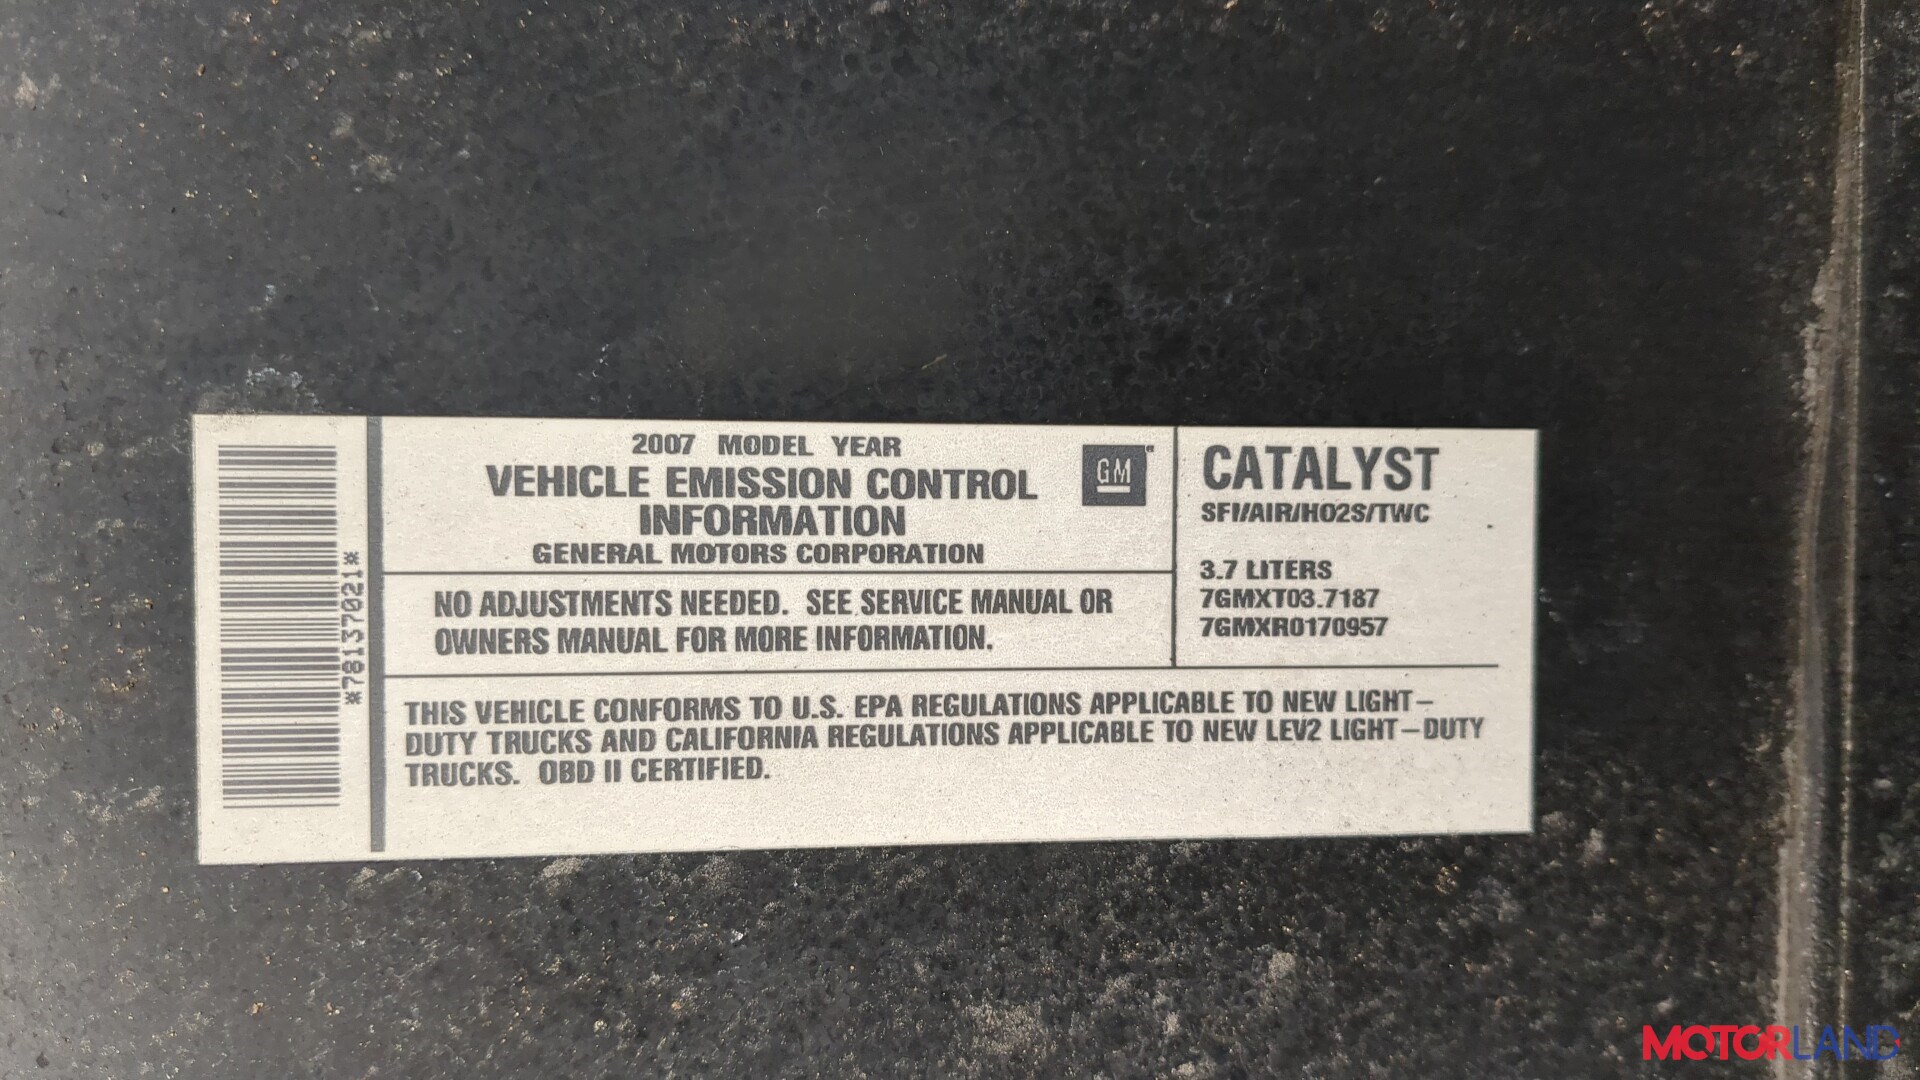 *78137021*
2007 MODEL YEAR
VEHICLE EMISSION CONTROL
INFORMATION
GENERAL MOTORS CORPORATION
GM
NO ADJUSTMENTS NEEDED. SEE SERVICE MANUAL OR
OWNERS MANUAL FOR MORE INFORMATION.
CATALYST
SFI/AIR/HO2S/TWC
3.7 LITERS
7GMXT03.7187
7GMXR0170957
THIS VEHICLE CONFORMS TO U.S. EPA REGULATIONS APPLICABLE TO NEW LIGHT-
DUTY TRUCKS AND CALIFORNIA REGULATIONS APPLICABLE TO NEW LEV2 LIGHT-DUTY
TRUCKS. OBD II CERTIFIED.
MOTORLAND